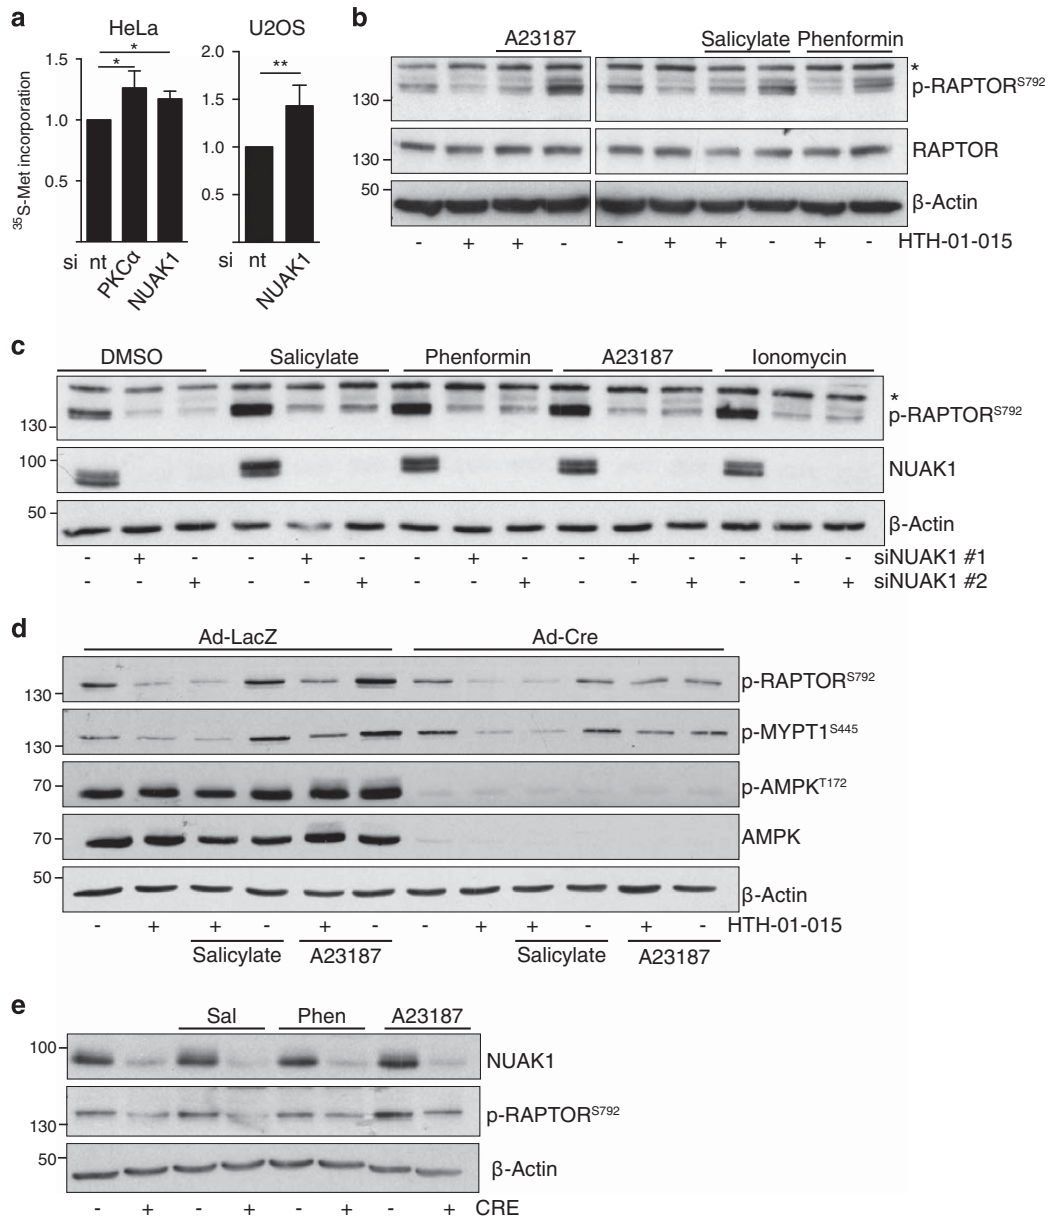 a
HeLa
U2OS
* 
*
**
1.5
1.0
0.5
2.0
1.5
1.0
0.5
³⁵S-Met incorporation
si nt PKCα NUAK1
si nt NUAK1
b
A23187 Salicylate Phenformin
*
p-RAPTORS792
130
RAPTOR
130
50
β-Actin
- + + - - + + - + - HTH-01-015
c
DMSO Salicylate Phenformin A23187 Ionomycin
*
p-RAPTORS792
130
100
NUAK1
50
β-Actin
- + - - + - - + - - + - - + - siNUAK1 #1
- - + - - + - - + - - + - - + siNUAK1 #2
d
Ad-LacZ Ad-Cre
p-RAPTORS792
130
p-MYPT1S445
130
70
p-AMPKT172
70
AMPK
50
β-Actin
- + + - + - - + + - + - HTH-01-015
Salicylate A23187 Salicylate A23187
e
Sal Phen A23187
100
NUAK1
p-RAPTORS792
130
50
β-Actin
- + - + - + - + CRE